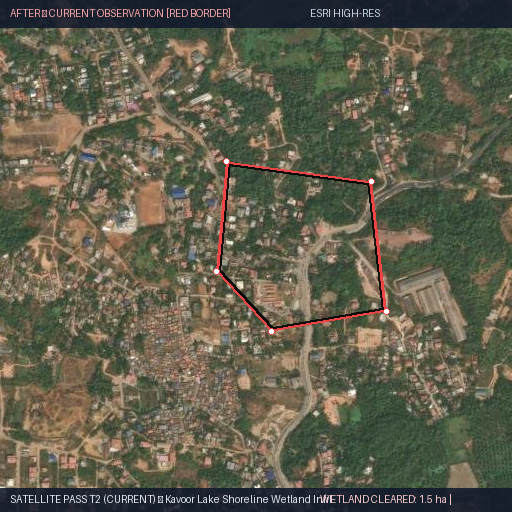 AFTER CURRENT OBSERVATION [RED BORDER] ESRI HIGH-RES
SATELLITE PASS T2 (CURRENT) Kavoor Lake Shoreline Wetland WETLAND CLEARED: 1.5 ha |